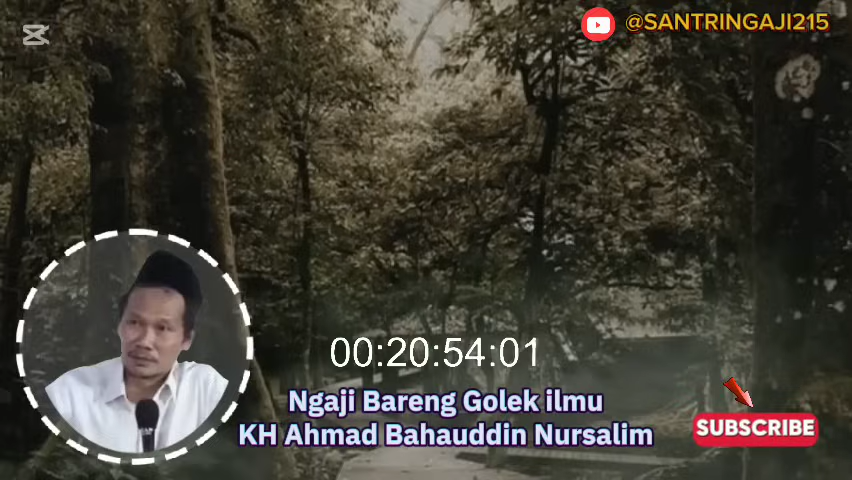 @SANTRINGAJI215
00:20:54:01
Ngaji Bareng Golek ilmu
KH Ahmad Bahauddin Nursalim
SUBSCRIBE